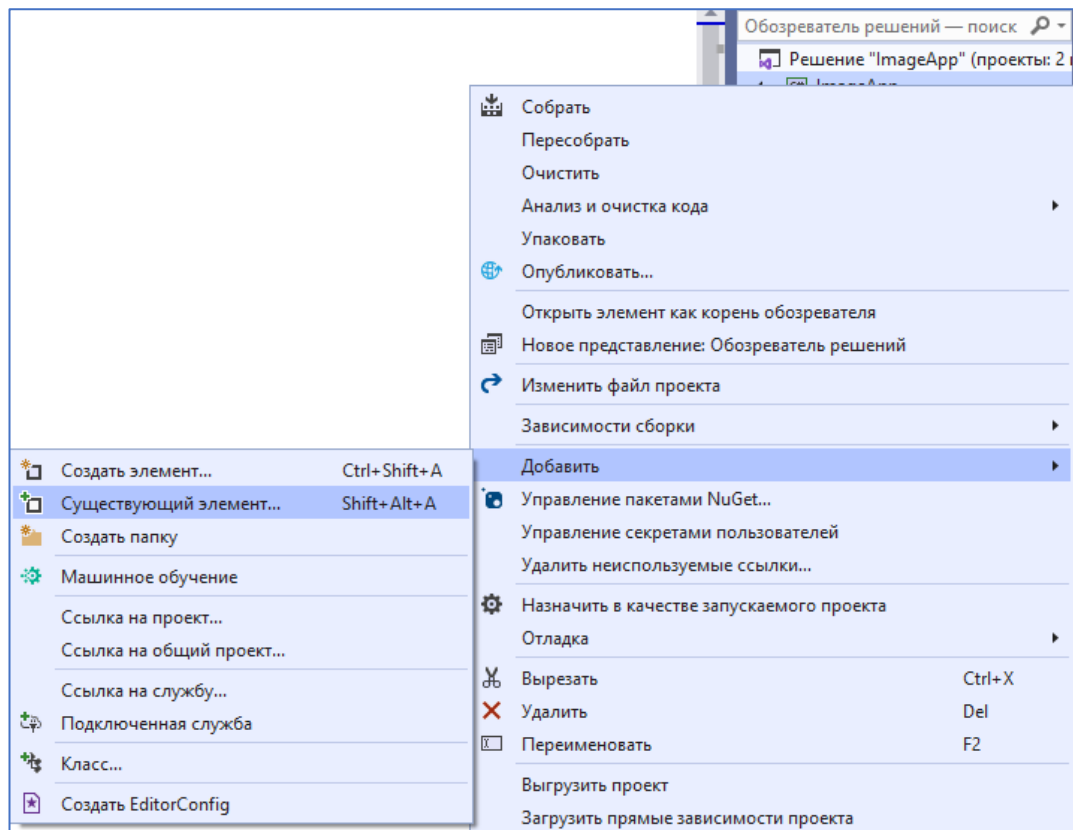 Обозреватель решений — поиск
Решение "ImageApp" (проекты: 2
ImageApp
Собрать
Пересобрать
Очистить
Анализ и очистка кода
Упаковать
Опубликовать...
Открыть элемент как корень обозревателя
Новое представление: Обозреватель решений
Изменить файл проекта
Зависимости сборки
Добавить
Управление пакетами NuGet...
Управление секретами пользователей
Удалить неиспользуемые ссылки...
Назначить в качестве запускаемого проекта
Отладка
Вырезать Ctrl+X
Удалить Del
Переименовать F2
Выгрузить проект
Загрузить прямые зависимости проекта
Создать элемент... Ctrl+Shift+A
Существующий элемент... Shift+Alt+A
Создать папку
Машинное обучение
Ссылка на проект...
Ссылка на общий проект...
Ссылка на службу...
Подключенная служба
Класс...
Создать EditorConfig